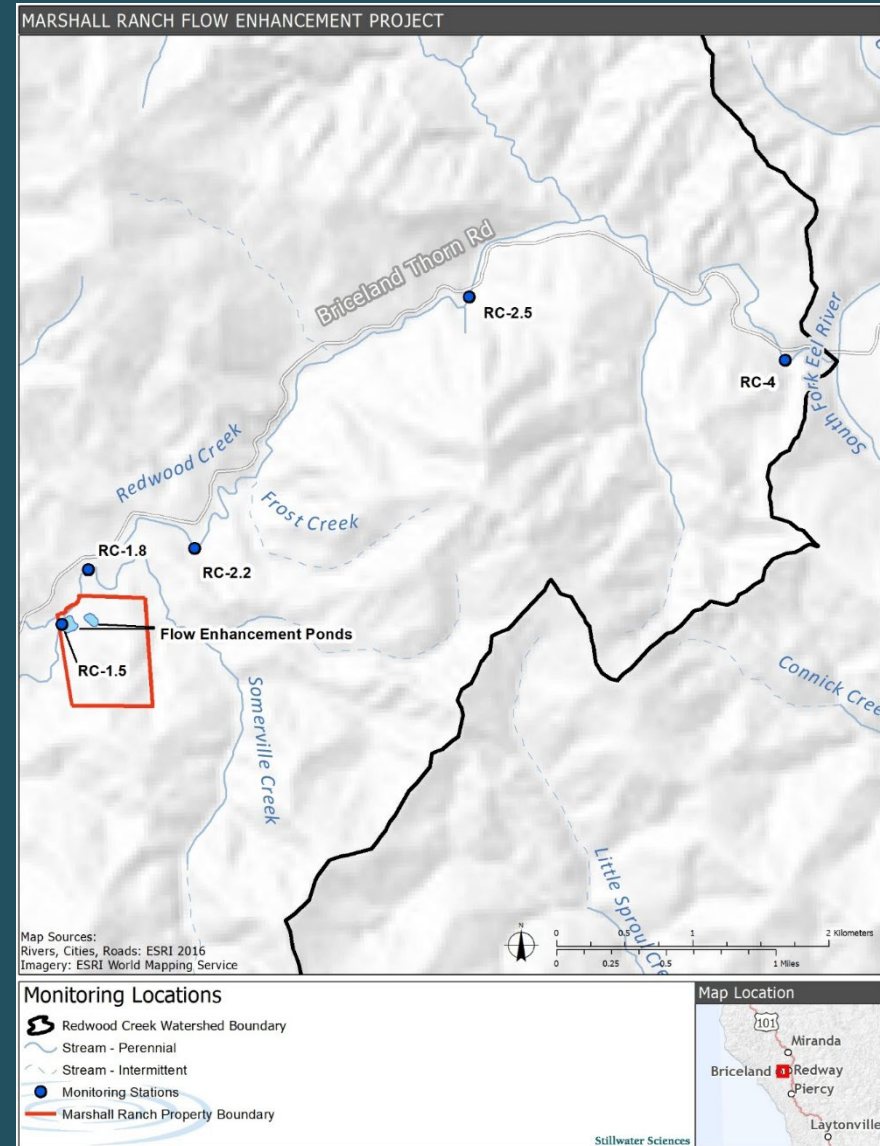 MARSHALL RANCH FLOW ENHANCEMENT PROJECT
Briceland Thorn Rd
RC-2.5
RC-4
South Fork Eel River
Redwood Creek
Frost Creek
RC-1.8
RC-2.2
Flow Enhancement Ponds
RC-1.5
Somerville Creek
Connick Cree
Little Sproul Cre
Map Sources:
Rivers, Cities, Roads: ESRI 2016
Imagery: ESRI World Mapping Service
N
0 0.5 1 2 Kilometers
0 0.25 0.5 1 Miles
Monitoring Locations
Redwood Creek Watershed Boundary
Stream - Perennial
Stream - Intermittent
Monitoring Stations
Marshall Ranch Property Boundary
Stillwater Sciences
Map Location
101
Miranda
Briceland
Redway
Piercy
Laytonville